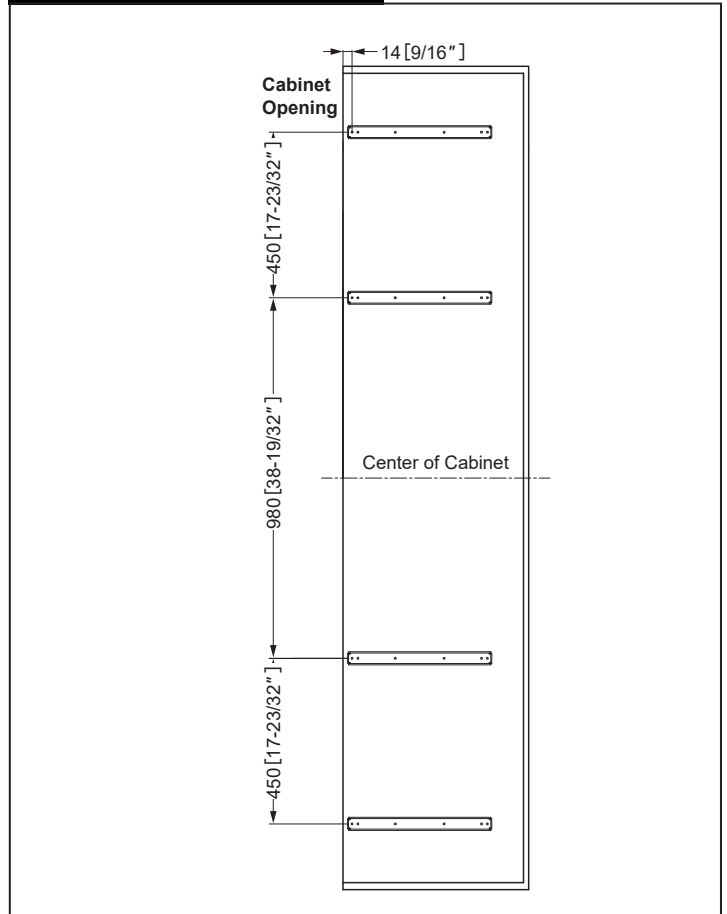 14[9/16″]
Cabinet
Opening
450[17-23/32″]
980[38-19/32″]
Center of Cabinet
450[17-23/32″]